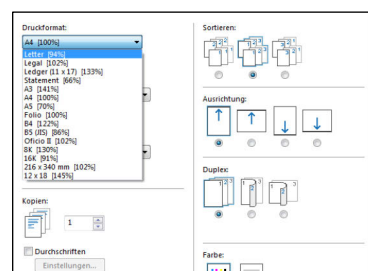 Druckformat:
A4 [100%]
Letter [94%]
Legal [102%]
Ledger (11 x 17) [133%]
Statement [66%]
A3 [141%]
A4 [100%]
A5 [70%]
Folio [100%]
B4 [122%]
B5 (JIS) [86%]
Oficio II [102%]
8K [130%]
16K [91%]
216 x 340 mm [102%]
12 x 18 [145%]
Kopien:
1
Durchschriften
Einstellungen...
Sortieren:
Ausrichtung:
Duplex:
Farbe: